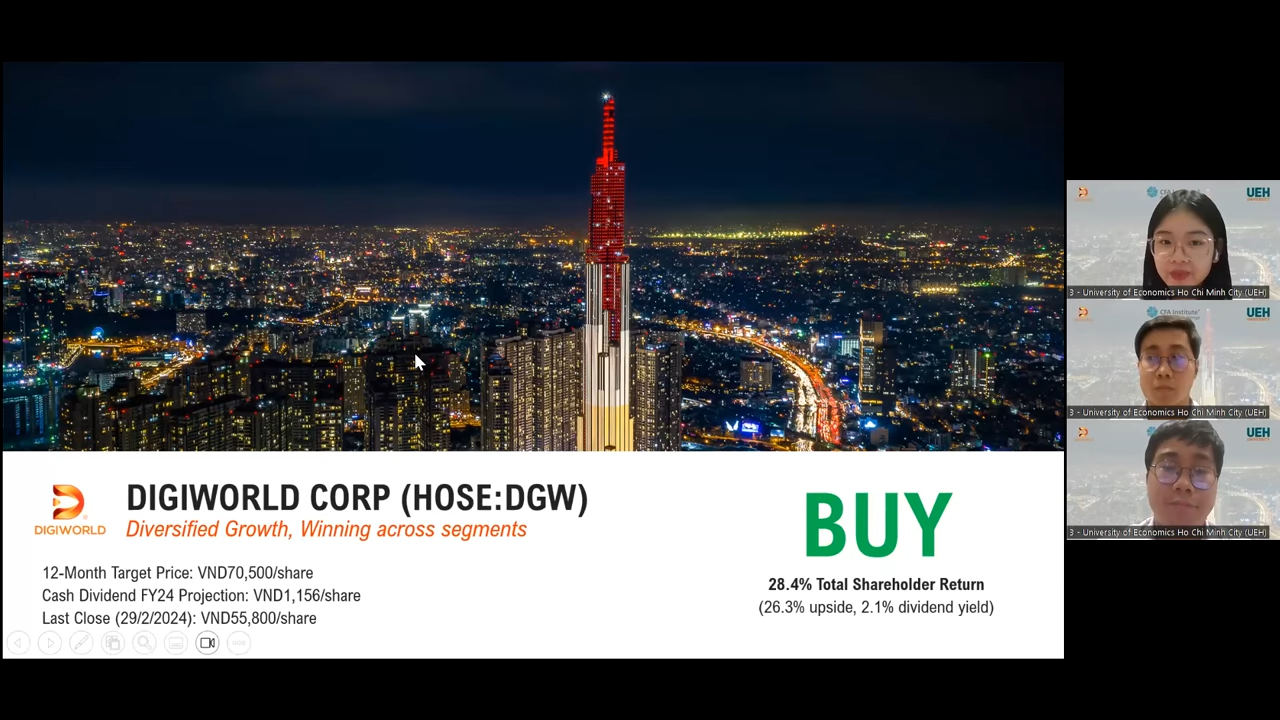 DIGIWORLD
DIGIWORLD CORP (HOSE:DGW)
Diversified Growth, Winning across segments
12-Month Target Price: VND70,500/share
Cash Dividend FY24 Projection: VND1,156/share
Last Close (29/2/2024): VND55,800/share
BUY
28.4% Total Shareholder Return
(26.3% upside, 2.1% dividend yield)
UEH
3 - University of Economics Ho Chi Minh City (UEH)
CFA Institute
UEH
3 - University of Economics Ho Chi Minh City (UEH)
UEH
3 - University of Economics Ho Chi Minh City (UEH)